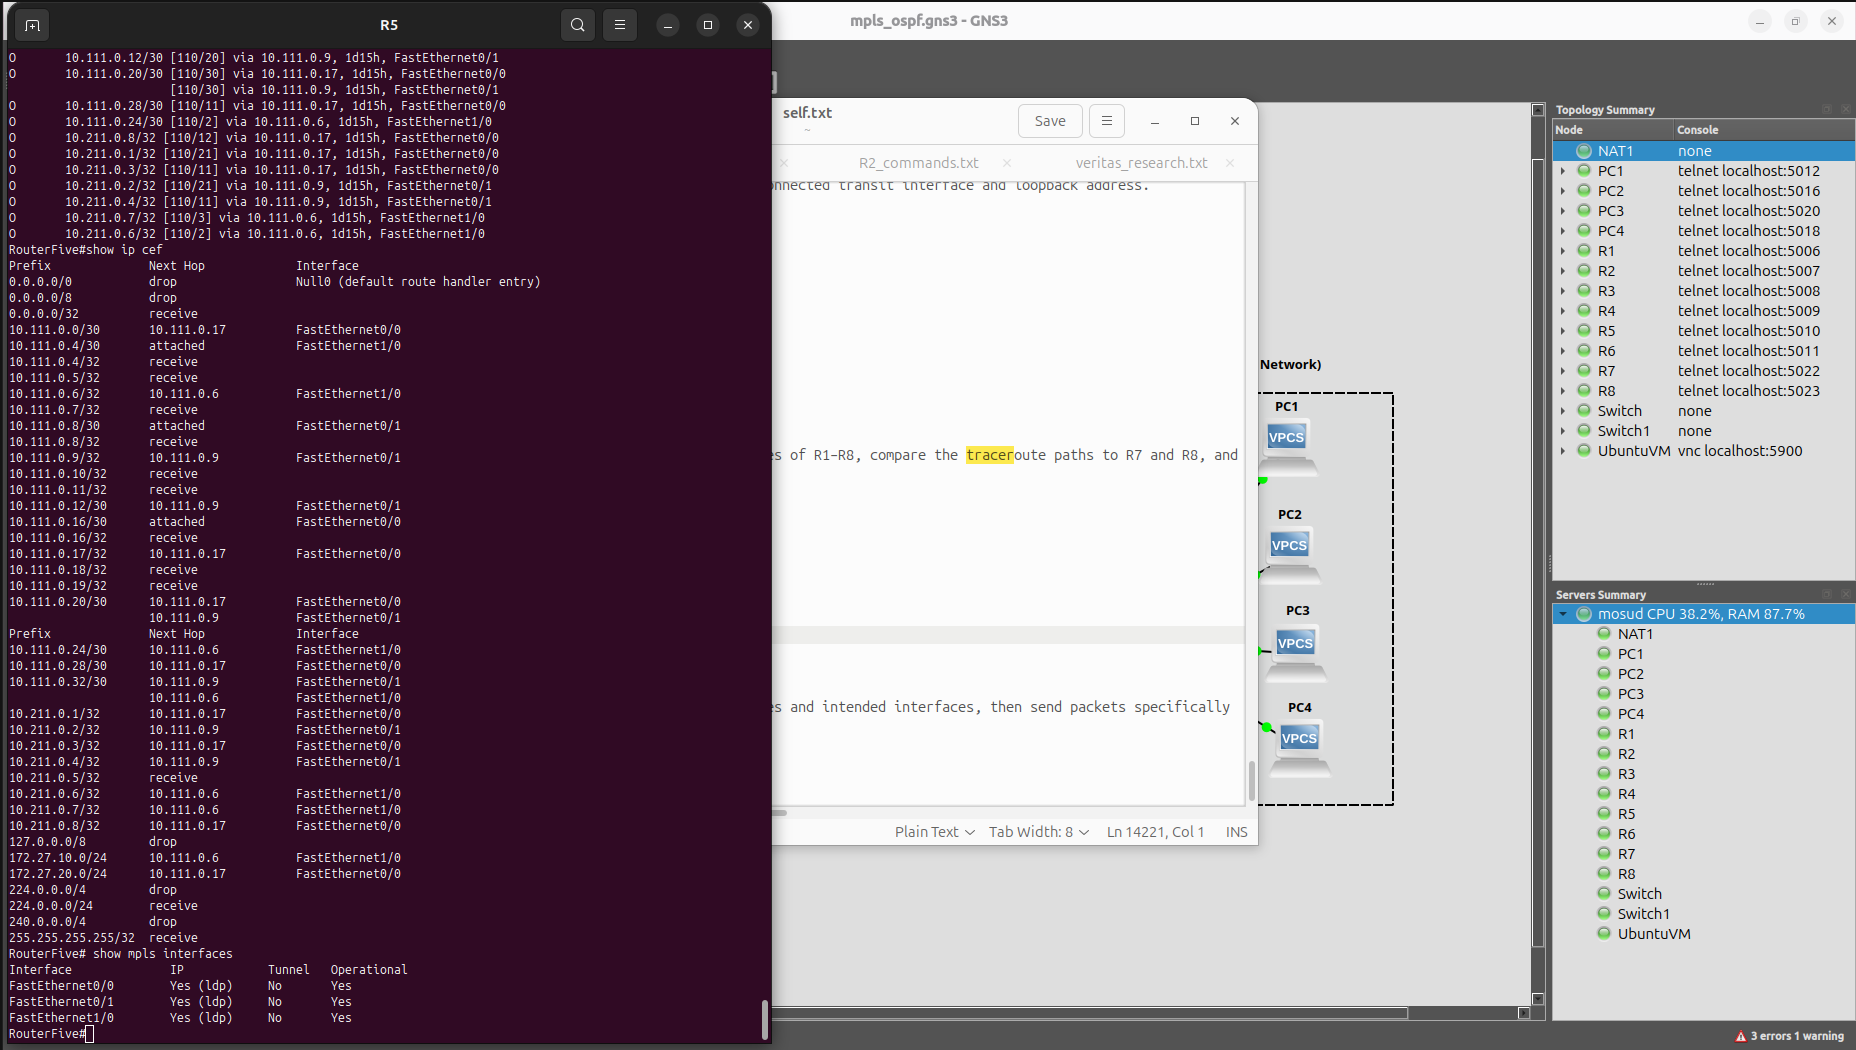 R5
O       10.111.0.12/30 [110/20] via 10.111.0.9, 1d15h, FastEthernet0/1
O       10.111.0.20/30 [110/30] via 10.111.0.17, 1d15h, FastEthernet0/0
                       [110/30] via 10.111.0.9, 1d15h, FastEthernet0/1
O       10.111.0.28/30 [110/11] via 10.111.0.17, 1d15h, FastEthernet0/0
O       10.111.0.24/30 [110/2] via 10.111.0.6, 1d15h, FastEthernet1/0
O       10.211.0.8/32 [110/12] via 10.111.0.17, 1d15h, FastEthernet0/0
O       10.211.0.1/32 [110/21] via 10.111.0.17, 1d15h, FastEthernet0/0
O       10.211.0.3/32 [110/11] via 10.111.0.17, 1d15h, FastEthernet0/0
O       10.211.0.2/32 [110/21] via 10.111.0.9, 1d15h, FastEthernet0/1
O       10.211.0.4/32 [110/11] via 10.111.0.9, 1d15h, FastEthernet0/1
O       10.211.0.7/32 [110/3] via 10.111.0.6, 1d15h, FastEthernet1/0
O       10.211.0.6/32 [110/2] via 10.111.0.6, 1d15h, FastEthernet1/0
RouterFive#show ip cef
Prefix              Next Hop             Interface
0.0.0.0/0           drop                 Null0 (default route handler entry)
0.0.0.0/8           drop
0.0.0.0/32          receive
10.111.0.0/30       10.111.0.17          FastEthernet0/0
10.111.0.4/30       attached             FastEthernet1/0
10.111.0.4/32       receive
10.111.0.5/32       receive
10.111.0.6/32       10.111.0.6           FastEthernet1/0
10.111.0.7/32       receive
10.111.0.8/30       attached             FastEthernet0/1
10.111.0.8/32       receive
10.111.0.9/32       10.111.0.9           FastEthernet0/1
10.111.0.10/32      receive
10.111.0.11/32      receive
10.111.0.12/30      10.111.0.9           FastEthernet0/1
10.111.0.16/30      attached             FastEthernet0/0
10.111.0.16/32      receive
10.111.0.17/32      10.111.0.17          FastEthernet0/0
10.111.0.18/32      receive
10.111.0.19/32      receive
10.111.0.20/30      10.111.0.17          FastEthernet0/0
                    10.111.0.9           FastEthernet0/1
Prefix              Next Hop             Interface
10.111.0.24/30      10.111.0.6           FastEthernet1/0
10.111.0.28/30      10.111.0.17          FastEthernet0/0
10.111.0.32/30      10.111.0.9           FastEthernet0/1
                    10.111.0.6           FastEthernet1/0
10.211.0.1/32       10.111.0.17          FastEthernet0/0
10.211.0.2/32       10.111.0.9           FastEthernet0/1
10.211.0.3/32       10.111.0.17          FastEthernet0/0
10.211.0.4/32       10.111.0.9           FastEthernet0/1
10.211.0.5/32       receive
10.211.0.6/32       10.111.0.6           FastEthernet1/0
10.211.0.7/32       10.111.0.6           FastEthernet1/0
10.211.0.8/32       10.111.0.17          FastEthernet0/0
127.0.0.0/8         drop
172.27.10.0/24      10.111.0.6           FastEthernet1/0
172.27.20.0/24      10.111.0.17          FastEthernet0/0
224.0.0.0/4         drop
224.0.0.0/24        receive
240.0.0.0/4         drop
255.255.255.255/32  receive
RouterFive# show mpls interfaces
Interface              IP            Tunnel   Operational
FastEthernet0/0        Yes (ldp)     No       Yes
FastEthernet0/1        Yes (ldp)     No       Yes
FastEthernet1/0        Yes (ldp)     No       Yes
RouterFive#
mpls_ospf.gns3 - GNS3
self.txt
~
Save
R2_commands.txt
veritas_research.txt
nnected transit interface and loopback address.
es of R1-R8, compare the traceroute paths to R7 and R8, and
es and intended interfaces, then send packets specifically
Plain Text
Tab Width: 8
Ln 14221, Col 1
INS
Network)
PC1
VPCS
PC2
VPCS
PC3
VPCS
PC4
VPCS
Topology Summary
Node Console
NAT1 none
PC1 telnet localhost:5012
PC2 telnet localhost:5016
PC3 telnet localhost:5020
PC4 telnet localhost:5018
R1 telnet localhost:5006
R2 telnet localhost:5007
R3 telnet localhost:5008
R4 telnet localhost:5009
R5 telnet localhost:5010
R6 telnet localhost:5011
R7 telnet localhost:5022
R8 telnet localhost:5023
Switch none
Switch1 none
UbuntuVM vnc localhost:5900
Servers Summary
mosud CPU 38.2%, RAM 87.7%
NAT1
PC1
PC2
PC3
PC4
R1
R2
R3
R4
R5
R6
R7
R8
Switch
Switch1
UbuntuVM
3 errors 1 warning